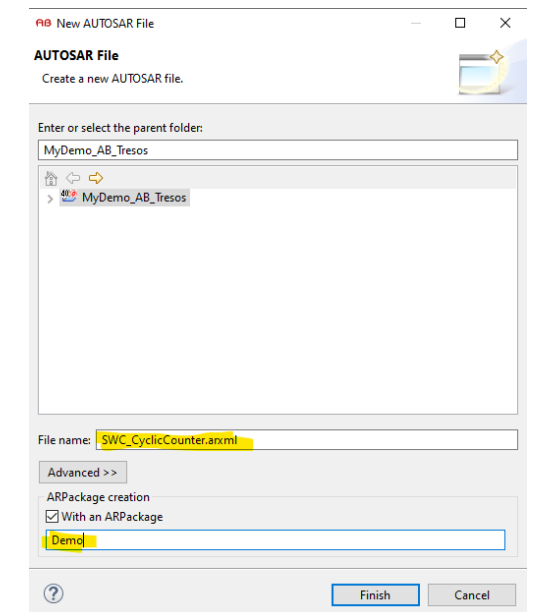 AB New AUTOSAR File
AUTOSAR File
Create a new AUTOSAR file.
Enter or select the parent folder:
MyDemo_AB_Tresos
MyDemo_AB_Tresos
File name: SWC_CyclicCounter.arxml
Advanced >>
ARPackage creation
With an ARPackage
Demo
Finish Cancel